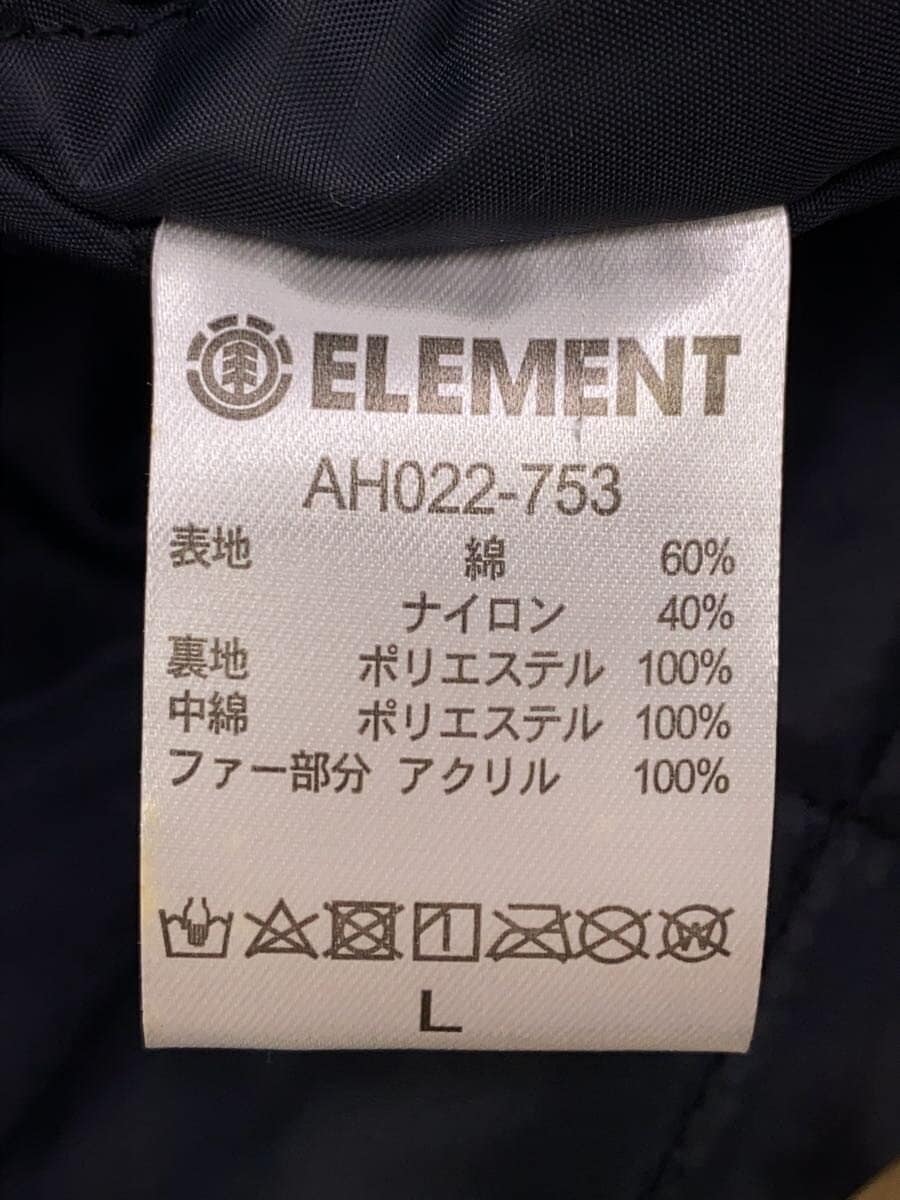 ELEMENT
AH022-753
表地 綿 60%
ナイロン 40%
裏地 ポリエステル 100%
中綿 ポリエステル 100%
ファー部分 アクリル 100%
W
L